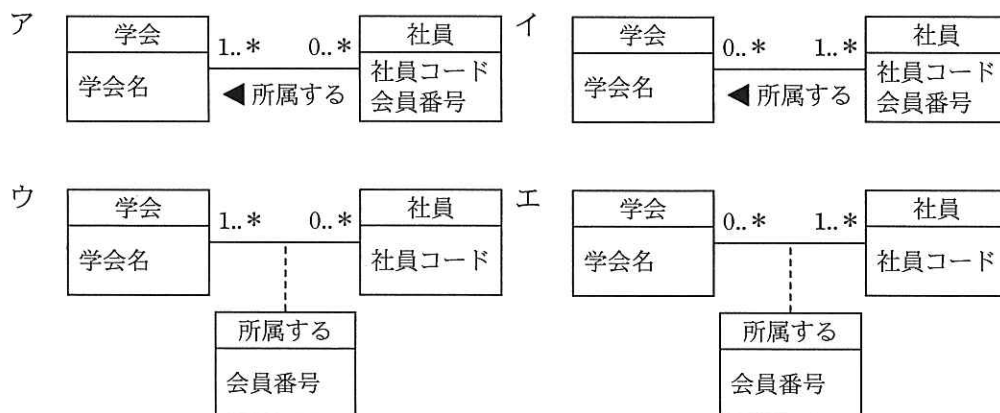 ア
学会
学会名
1..*
0..*
◀所属する
社員
社員コード
会員番号
イ
学会
学会名
0..*
1..*
◀所属する
社員
社員コード
会員番号
ウ
学会
学会名
1..*
0..*
社員
社員コード
所属する
会員番号
エ
学会
学会名
0..*
1..*
社員
社員コード
所属する
会員番号